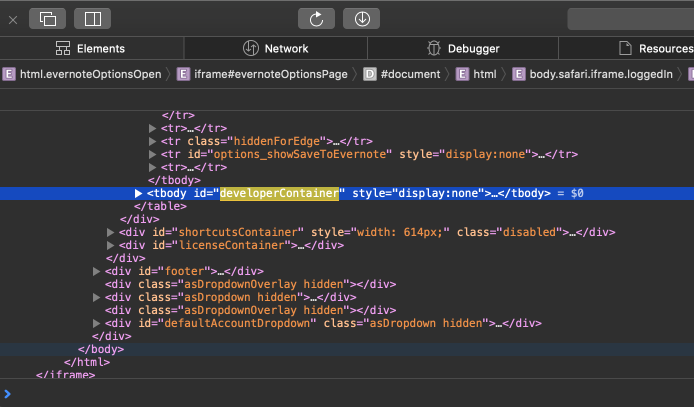 Elements Network Debugger Resources
E html.evernoteOptionsOpen E iframe#evernoteOptionsPage D #document E html E body.safari.iframe.loggedIn E
</tr>
<tr>…</tr>
<tr class="hiddenForEdge">…</tr>
<tr id="options_showSaveToEvernote" style="display:none">…</tr>
<tr>…</tr>
</tbody>
<tbody id="developerContainer" style="display:none">…</tbody> = $0
</table>
</div>
<div id="shortcutsContainer" style="width: 614px;" class="disabled">…</div>
<div id="licenseContainer">…</div>
</div>
<div id="footer">…</div>
<div class="asDropdownOverlay hidden"></div>
<div class="asDropdown hidden">…</div>
<div class="asDropdownOverlay hidden"></div>
<div id="defaultAccountDropdown" class="asDropdown hidden">…</div>
</div>
</body>
</html>
</iframe>